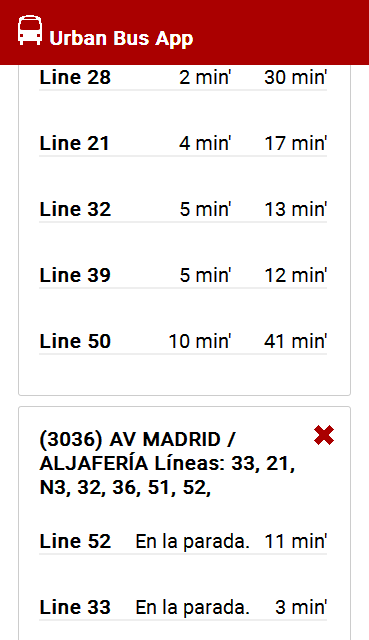 Urban Bus App
Line 28 2 min' 30 min'
Line 21 4 min' 17 min'
Line 32 5 min' 13 min'
Line 39 5 min' 12 min'
Line 50 10 min' 41 min'
(3036) AV MADRID /
ALJAFERÍA Líneas: 33, 21,
N3, 32, 36, 51, 52,
Line 52 En la parada. 11 min'
Line 33 En la parada. 3 min'